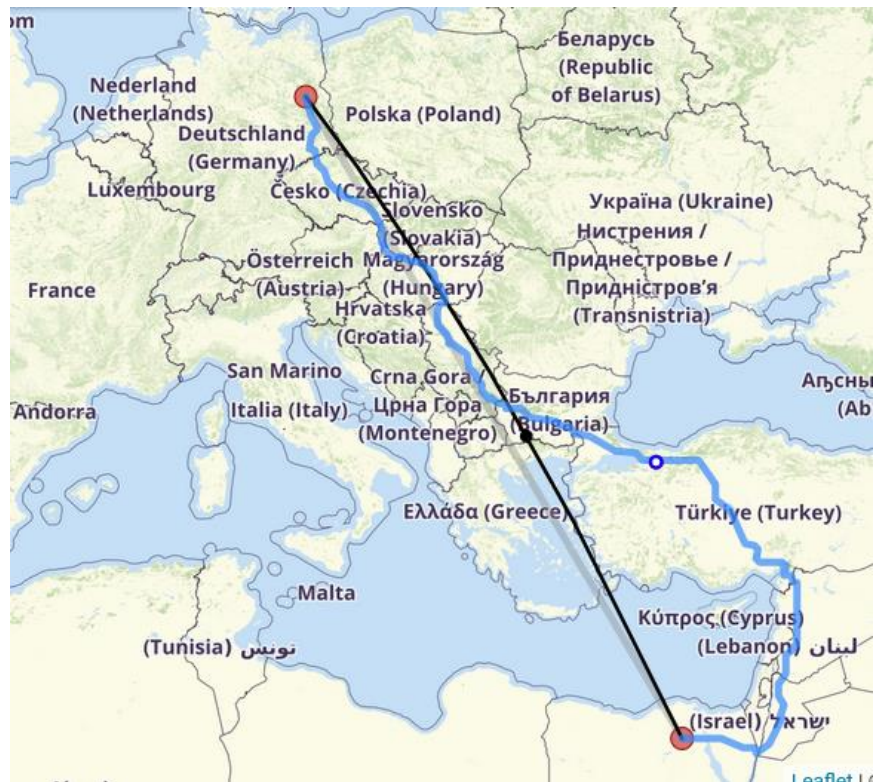 om
Беларусь
(Republic
of Belarus)
Nederland
(Netherlands)
Polska (Poland)
Deutschland
(Germany)
Luxembourg
Česko (Czechia)
Slovensko
(Slovakia)
Україна (Ukraine)
Нистрения /
Приднестровье /
Придністров’я
(Transnistria)
Österreich
(Austria)
Magyarország
(Hungary)
France
Hrvatska
(Croatia)
San Marino
Italia (Italy)
Andorra
Crna Gora /
Црна Гора
(Montenegro)
България
(Bulgaria)
Аҧсны
(Ab
Ελλάδα (Greece)
Türkiye (Turkey)
Malta
(Tunisia) تونس
Κύπρος (Cyprus)
(Lebanon) لبنان
(Israel) ישראל
Leaflet